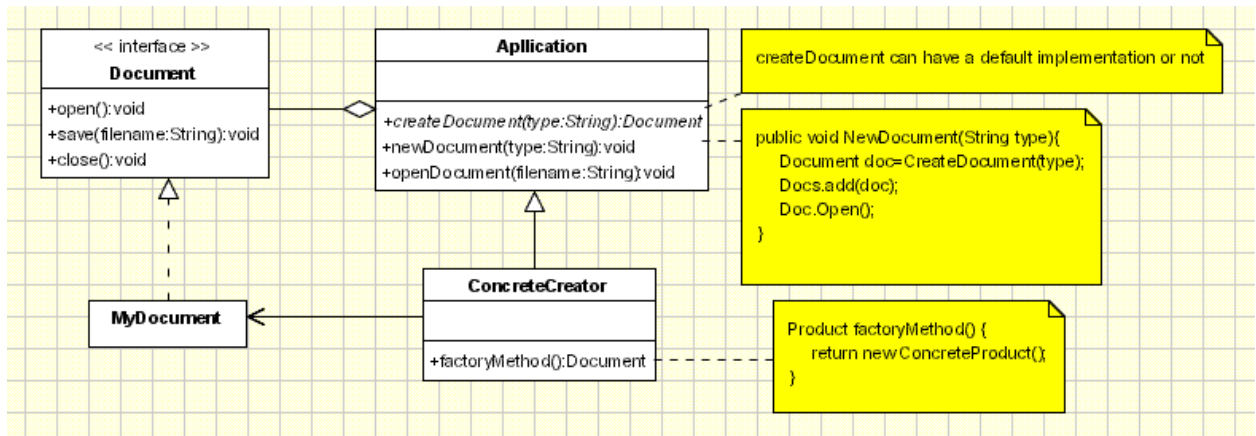 << interface >>
Document
+open():void
+save(filename:String):void
+close():void
Apllication
+createDocument(type:String):Document
+newDocument(type:String):void
+openDocument(filename:String):void
createDocument can have a default implementation or not
public void NewDocument(String type){
Document doc=CreateDocument(type);
Docs.add(doc);
Doc.Open();
}
MyDocument
ConcreteCreator
+factoryMethod():Document
Product factoryMethod() {
return new ConcreteProduct();
}